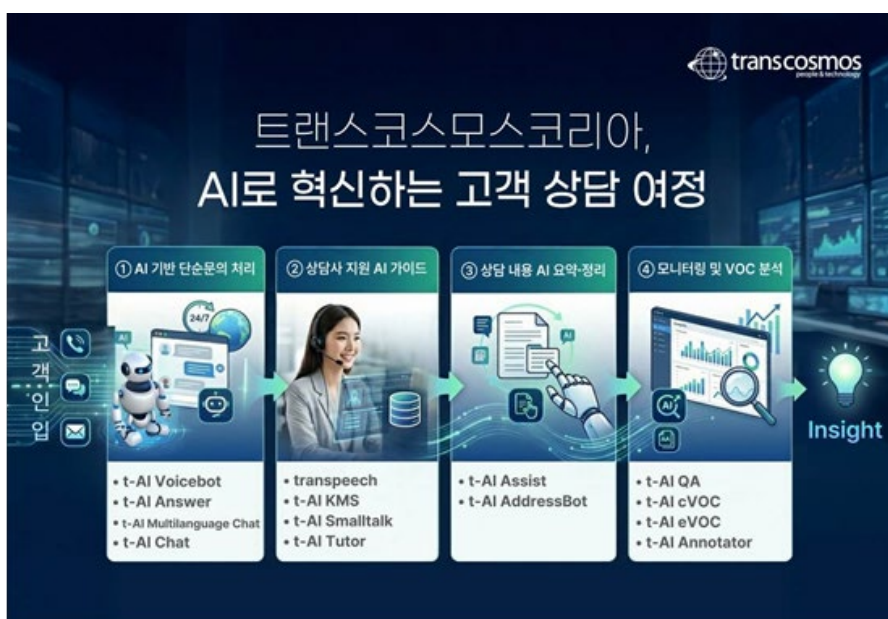 transcosmos
people & technology
트랜스코스모스코리아,
AI로 혁신하는 고객 상담 여정
고객인입
① AI 기반 단순문의 처리
24/7
AI
• t-AI Voicebot
• t-AI Answer
• t-AI Multilanguage Chat
• t-AI Chat
② 상담사 지원 AI 가이드
• transpeech
• t-AI KMS
• t-AI Smalltalk
• t-AI Tutor
③ 상담 내용 AI 요약·정리
AI
• t-AI Assist
• t-AI AddressBot
④ 모니터링 및 VOC 분석
Insights
AI
• t-AI QA
• t-AI cVOC
• t-AI eVOC
• t-AI Annotator
Insight